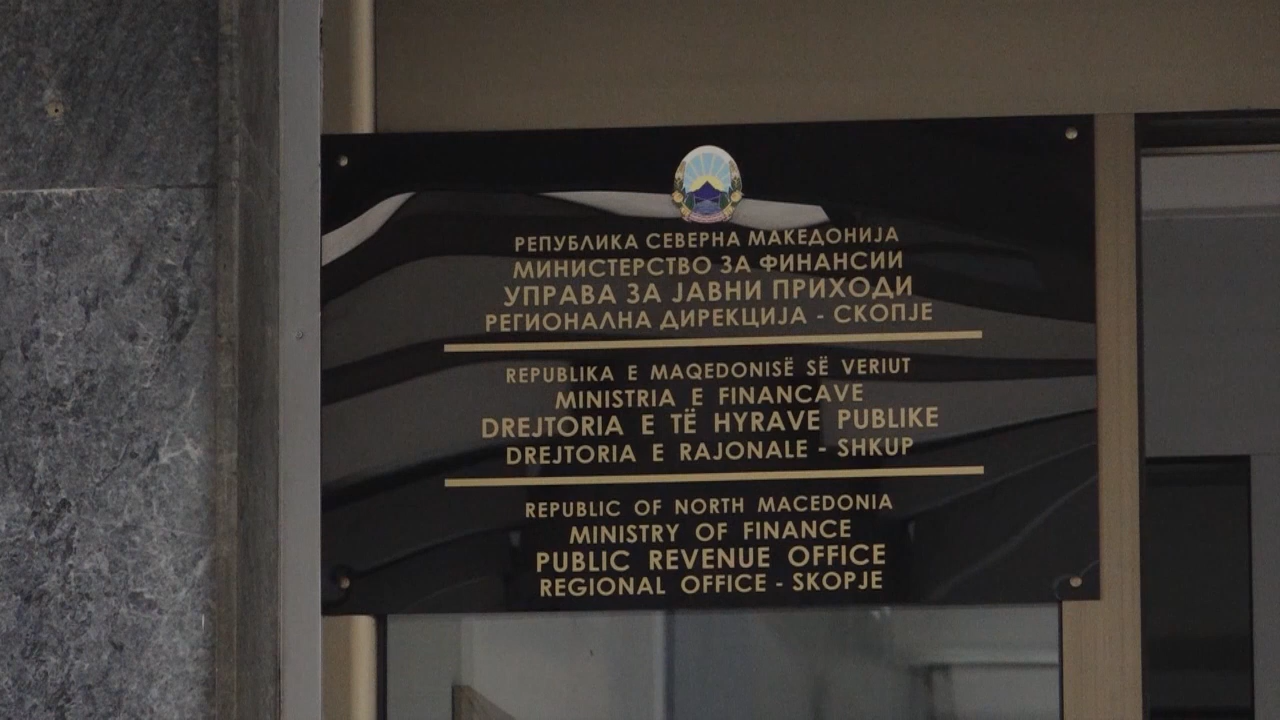 РЕПУБЛИКА СЕВЕРНА МАКЕДОНИЈА
МИНИСТЕРСТВО ЗА ФИНАНСИИ
УПРАВА ЗА ЈАВНИ ПРИХОДИ
РЕГИОНАЛНА ДИРЕКЦИЈА - СКОПЈЕ
REPUBLIKA E MAQEDONISË SË VERIUT
MINISTRIA E FINANCAVE
DREJTORIA E TË HYRAVE PUBLIKE
DREJTORIA E RAJONALE - SHKUP
REPUBLIC OF NORTH MACEDONIA
MINISTRY OF FINANCE
PUBLIC REVENUE OFFICE
REGIONAL OFFICE - SKOPJE